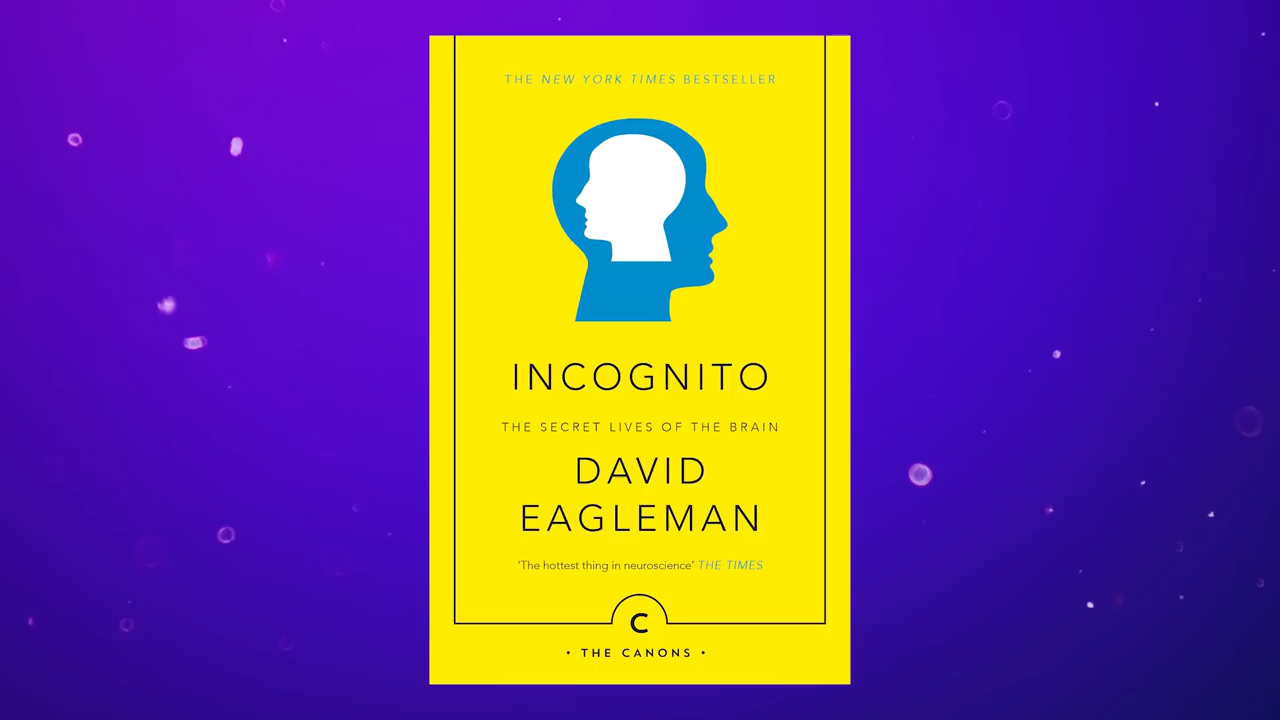 THE NEW YORK TIMES BESTSELLER
INCOGNITO
THE SECRET LIVES OF THE BRAIN
DAVID
EAGLEMAN
‘The hottest thing in neuroscience’ THE TIMES
C
• THE CANONS •